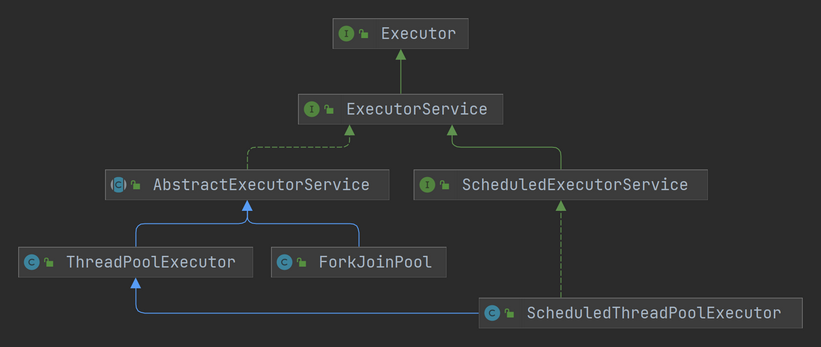 I Executor
I ExecutorService
C AbstractExecutorService
I ScheduledExecutorService
C ThreadPoolExecutor
C ForkJoinPool
C ScheduledThreadPoolExecutor